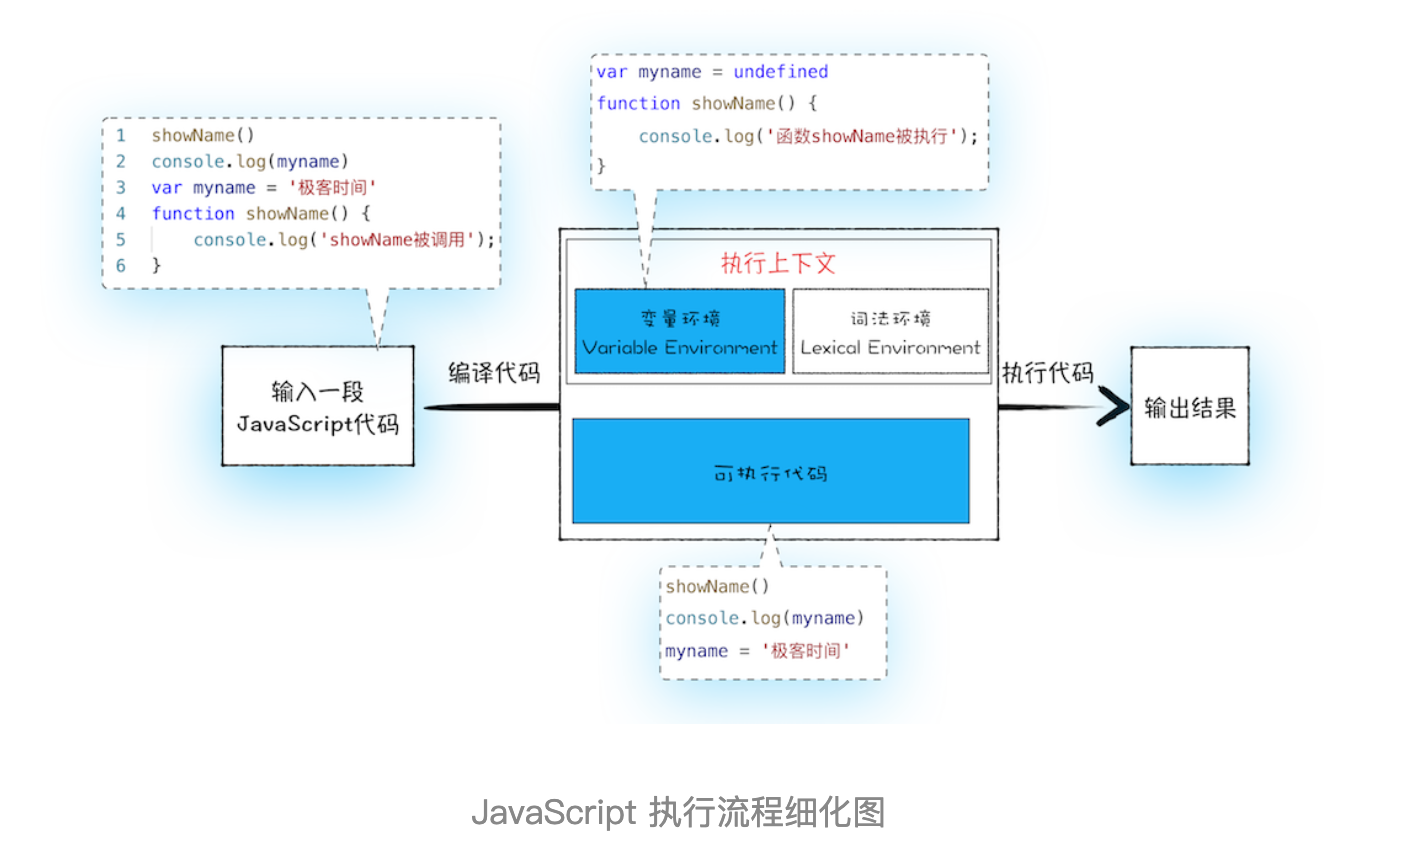 var myname = undefined
function showName() {
    console.log('函数showName被执行');
}
1 showName()
2 console.log(myname)
3 var myname = '极客时间'
4 function showName() {
5     console.log('showName被调用');
6 }
执行上下文
变量环境
Variable Environment
词法环境
Lexical Environment
输入一段
JavaScript代码
编译代码
执行代码
输出结果
可执行代码
showName()
console.log(myname)
myname = '极客时间'
JavaScript 执行流程细化图